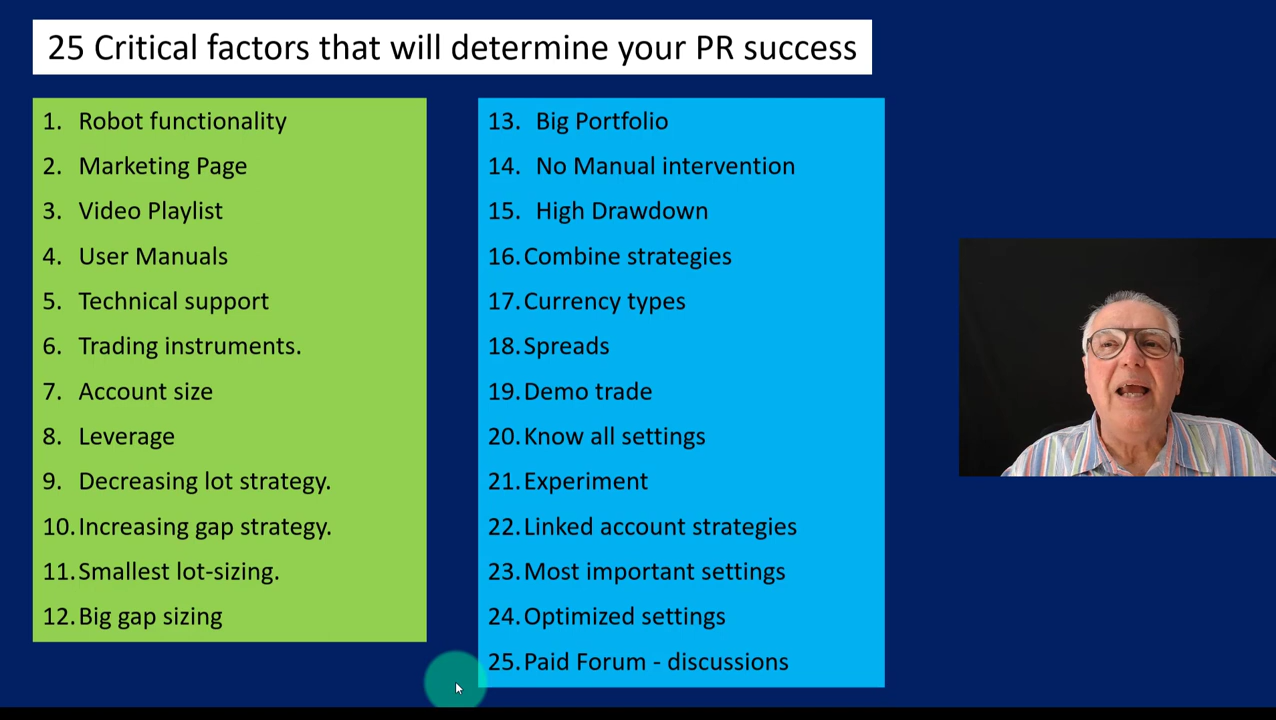 25 Critical factors that will determine your PR success
1. Robot functionality
2. Marketing Page
3. Video Playlist
4. User Manuals
5. Technical support
6. Trading instruments.
7. Account size
8. Leverage
9. Decreasing lot strategy.
10. Increasing gap strategy.
11. Smallest lot-sizing.
12. Big gap sizing
13. Big Portfolio
14. No Manual intervention
15. High Drawdown
16. Combine strategies
17. Currency types
18. Spreads
19. Demo trade
20. Know all settings
21. Experiment
22. Linked account strategies
23. Most important settings
24. Optimized settings
25. Paid Forum - discussions